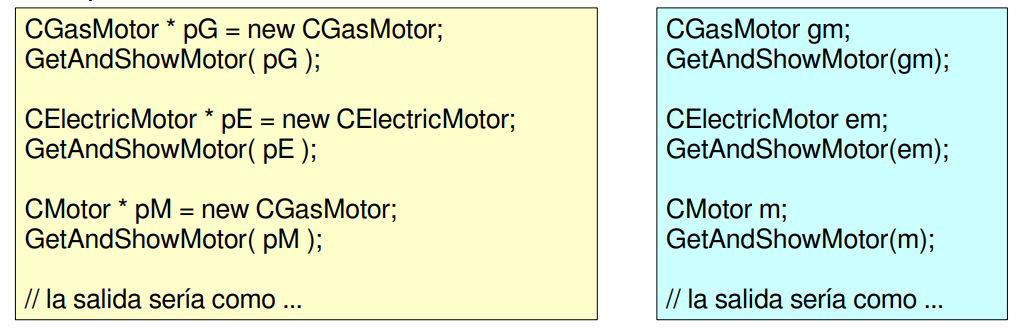 CGasMotor * pG = new CGasMotor;
GetAndShowMotor( pG );
CElectricMotor * pE = new CElectricMotor;
GetAndShowMotor( pE );
CMotor * pM = new CGasMotor;
GetAndShowMotor( pM );
// la salida sería como ...
CGasMotor gm;
GetAndShowMotor(gm);
CElectricMotor em;
GetAndShowMotor(em);
CMotor m;
GetAndShowMotor(m);
// la salida sería como ...